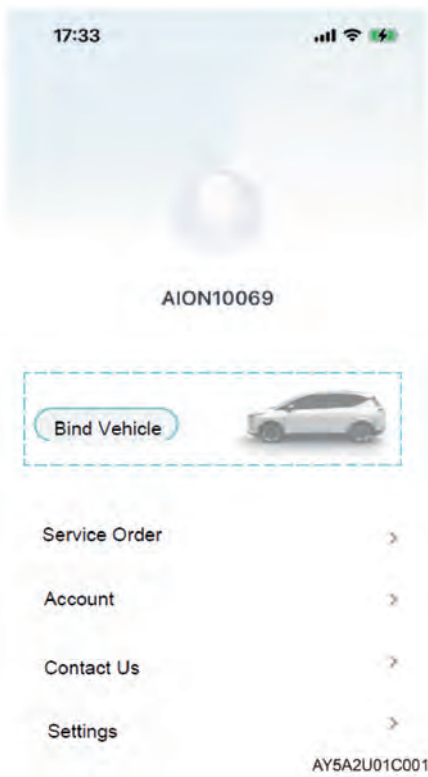 17:33
AION10069
Bind Vehicle
Service Order
Account
Contact Us
Settings
AY5A2U01C001